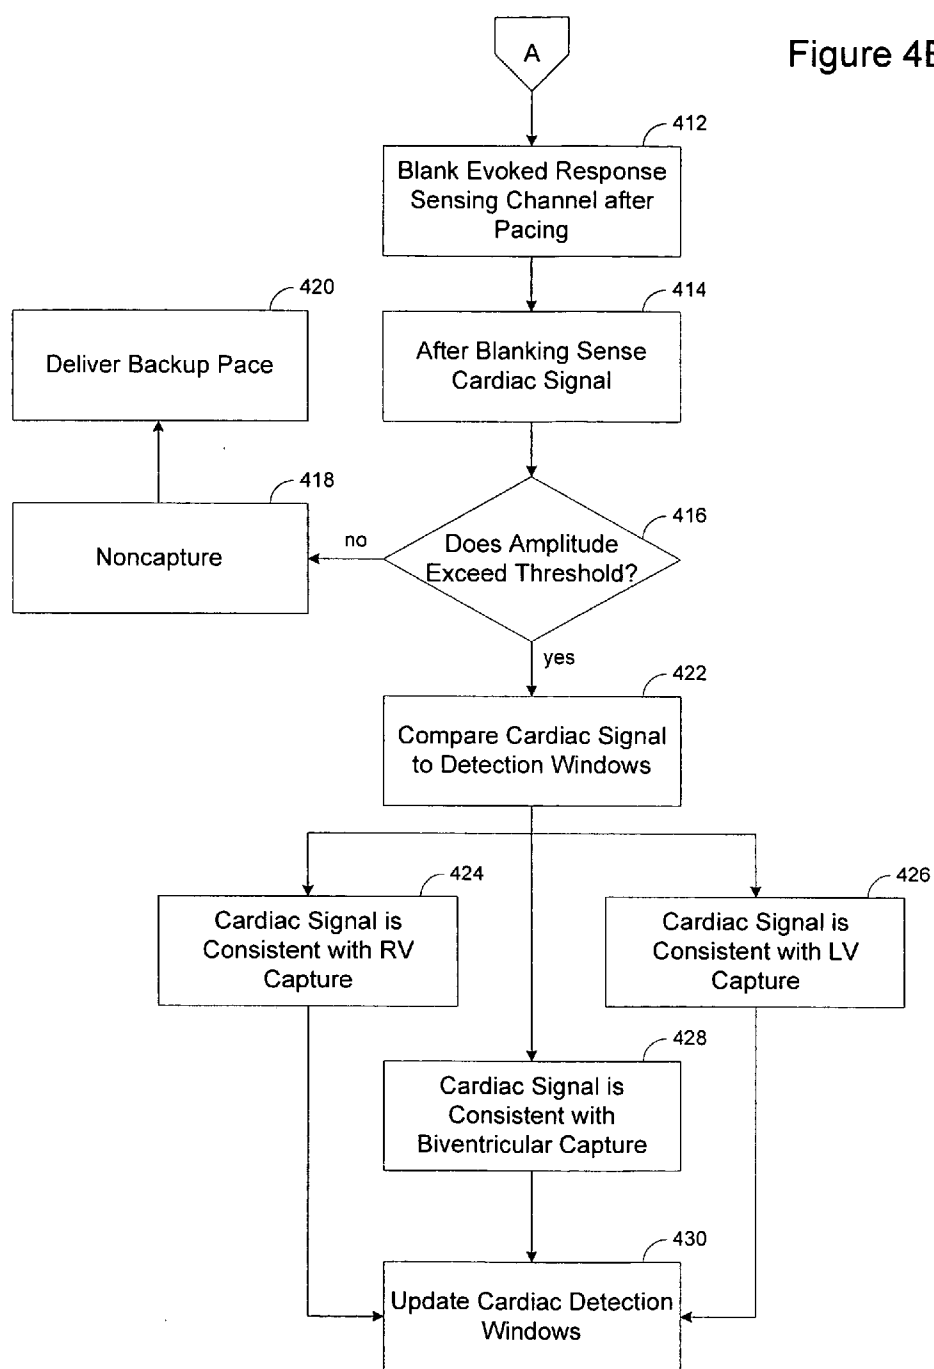 Figure 4B
A
412
Blank Evoked Response
Sensing Channel after
Pacing
414
After Blanking Sense
Cardiac Signal
420
Deliver Backup Pace
416
Does Amplitude
Exceed Threshold?
no
418
Noncapture
yes
422
Compare Cardiac Signal
to Detection Windows
424
Cardiac Signal is
Consistent with RV
Capture
426
Cardiac Signal is
Consistent with LV
Capture
428
Cardiac Signal is
Consistent with
Biventricular Capture
430
Update Cardiac Detection
Windows